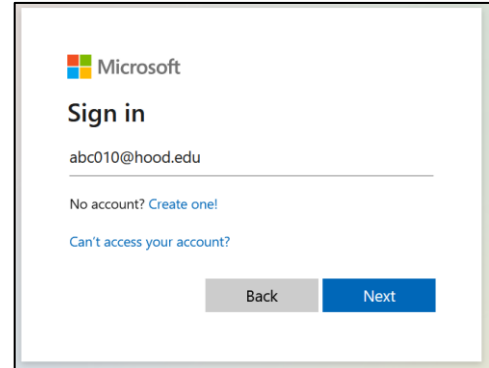 Microsoft
Sign in
abc010@hood.edu
No account? Create one!
Can't access your account?
Back Next